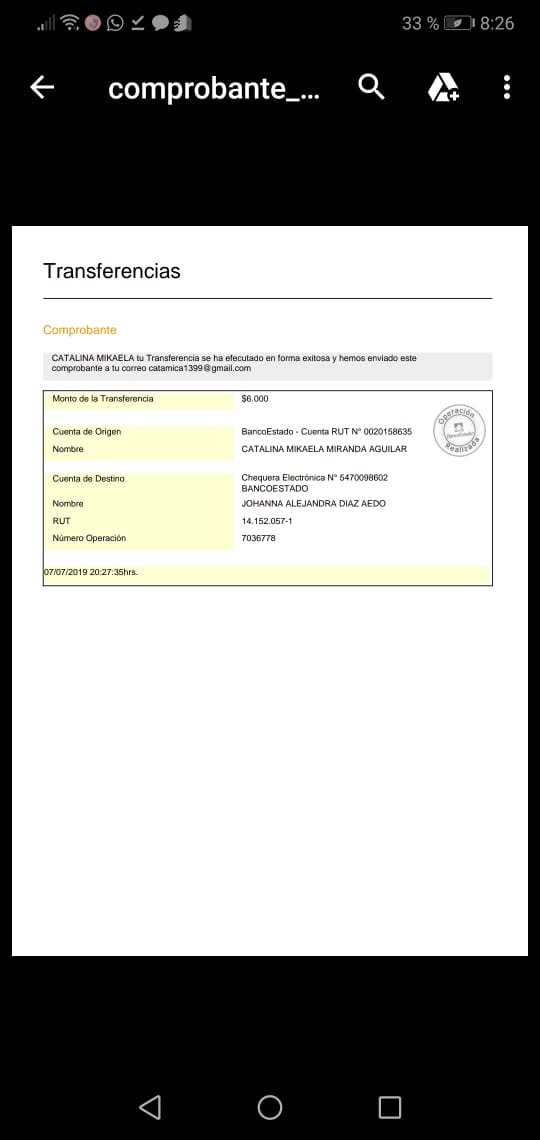 33 % 8:26
comprobante_...
Transferencias
Comprobante
CATALINA MIKAELA tu Transferencia se ha efecutado en forma exitosa y hemos enviado este
comprobante a tu correo catamica1399@gmail.com
Monto de la Transferencia $6.000
Operación
BancoEstado
Realizada
Cuenta de Origen BancoEstado - Cuenta RUT N° 0020158635
Nombre CATALINA MIKAELA MIRANDA AGUILAR
Cuenta de Destino Chequera Electrónica N° 5470098602
BANCOESTADO
Nombre JOHANNA ALEJANDRA DIAZ AEDO
RUT 14.152.057-1
Número Operación 7036778
07/07/2019 20:27:35hrs.